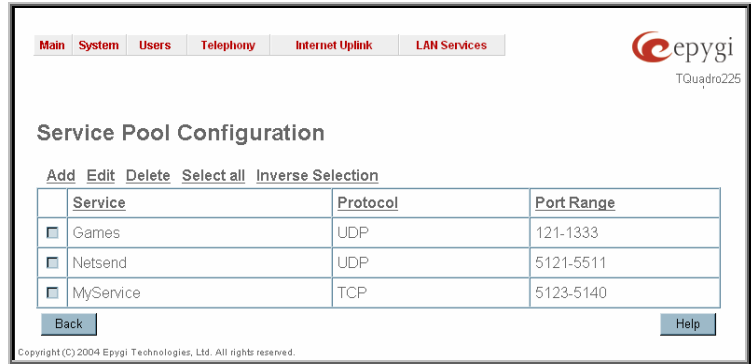 Main System Users Telephony Internet Uplink LAN Services
epygi
TQuadro225
Service Pool Configuration
Add Edit Delete Select all Inverse Selection
Service Protocol Port Range
Games UDP 121-1333
Netsend UDP 5121-5511
MyService TCP 5123-5140
Back Help
Copyright (C) 2004 Epygi Technologies, Ltd. All rights reserved.